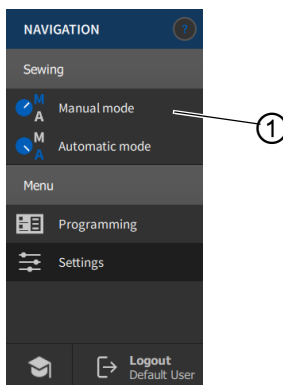 NAVIGATION ?
Sewing
M
A Manual mode
M
A Automatic mode
Menu
Programming
Settings
Logout
Default User
1